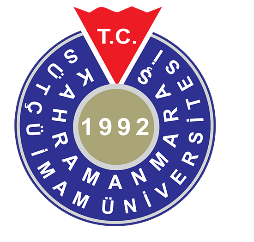 T.C.
KAHRAMANMARAŞ
SÜTÇÜ İMAM ÜNİVERSİTESİ
1992